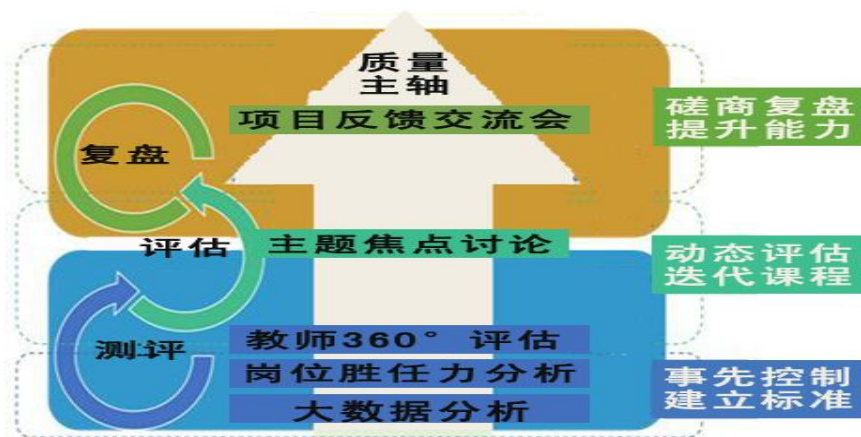 质量
主轴
项目反馈交流会
磋商复盘
提升能力
复盘
评估
主题焦点讨论
动态评估
迭代课程
测评
教师360°评估
岗位胜任力分析
大数据分析
事先控制
建立标准